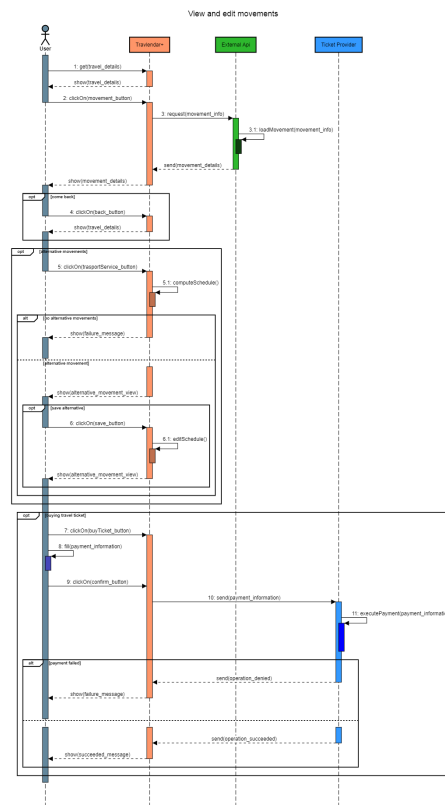 View and edit movements
User
Travlendar+
External Api
Ticket Provider
1: get(travel_details)
show(travel_details)
2: clickOn(movement_button)
3: request(movement_info)
3.1: loadMovement(movement_info)
send(movement_details)
show(movement_details)
opt [come back]
4: clickOn(back_button)
show(travel_details)
opt [alternative movements]
5: clickOn(trasportService_button)
5.1: computeSchedule()
alt [no alternative movements]
show(failure_message)
[alternative movement]
show(alternative_movement_view)
opt [save alternative]
6: clickOn(save_button)
6.1: editSchedule()
show(alternative_movement_view)
opt [buying travel ticket]
7: clickOn(buyTicket_button)
8: fill(payment_information)
9: clickOn(confirm_button)
10: send(payment_information)
11: executePayment(payment_informati
alt [payment failed]
send(operation_denied)
show(failure_message)
send(operation_succeeded)
show(succeeded_message)